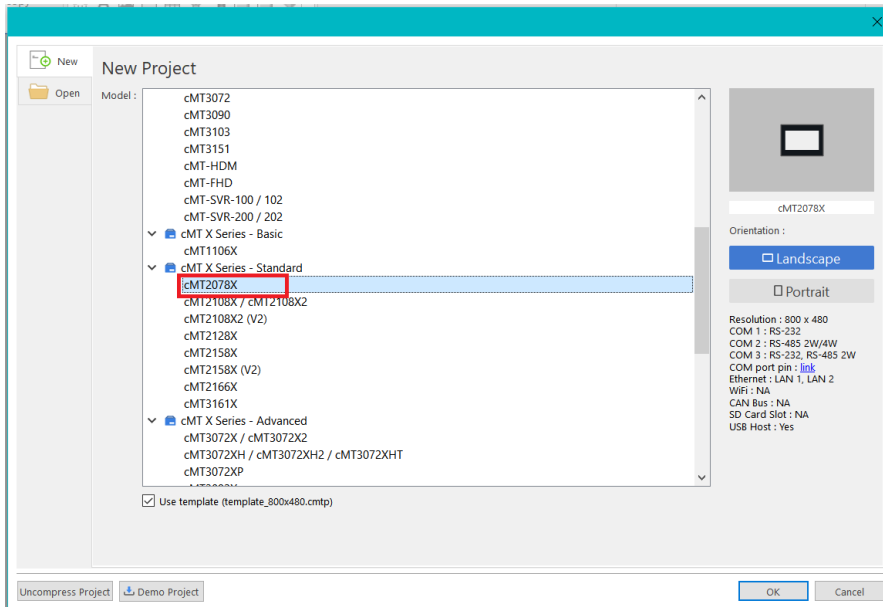 New
Open
New Project
Model :
cMT3072
cMT3090
cMT3103
cMT3151
cMT-HDM
cMT-FHD
cMT-SVR-100 / 102
cMT-SVR-200 / 202
cMT X Series - Basic
cMT1106X
cMT X Series - Standard
cMT2078X
cMT2108X / cMT2108X2
cMT2108X2 (V2)
cMT2128X
cMT2158X
cMT2158X (V2)
cMT2166X
cMT3161X
cMT X Series - Advanced
cMT3072X / cMT3072X2
cMT3072XH / cMT3072XH2 / cMT3072XHT
cMT3072XP
Use template (template_800x480.cmtp)
cMT2078X
Orientation :
Landscape
Portrait
Resolution : 800 x 480
COM 1 : RS-232
COM 2 : RS-485 2W/4W
COM 3 : RS-232, RS-485 2W
COM port pin : link
Ethernet : LAN 1, LAN 2
WiFi : NA
CAN Bus : NA
SD Card Slot : NA
USB Host : Yes
Uncompress Project
Demo Project
OK
Cancel